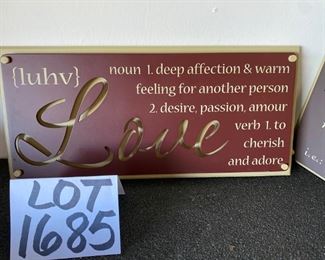 {luhv}
noun 1. deep affection & warm
feeling for another person
2. desire, passion, amour
Love
verb 1. to
cherish
and adore
i.e.:
LOT
1685